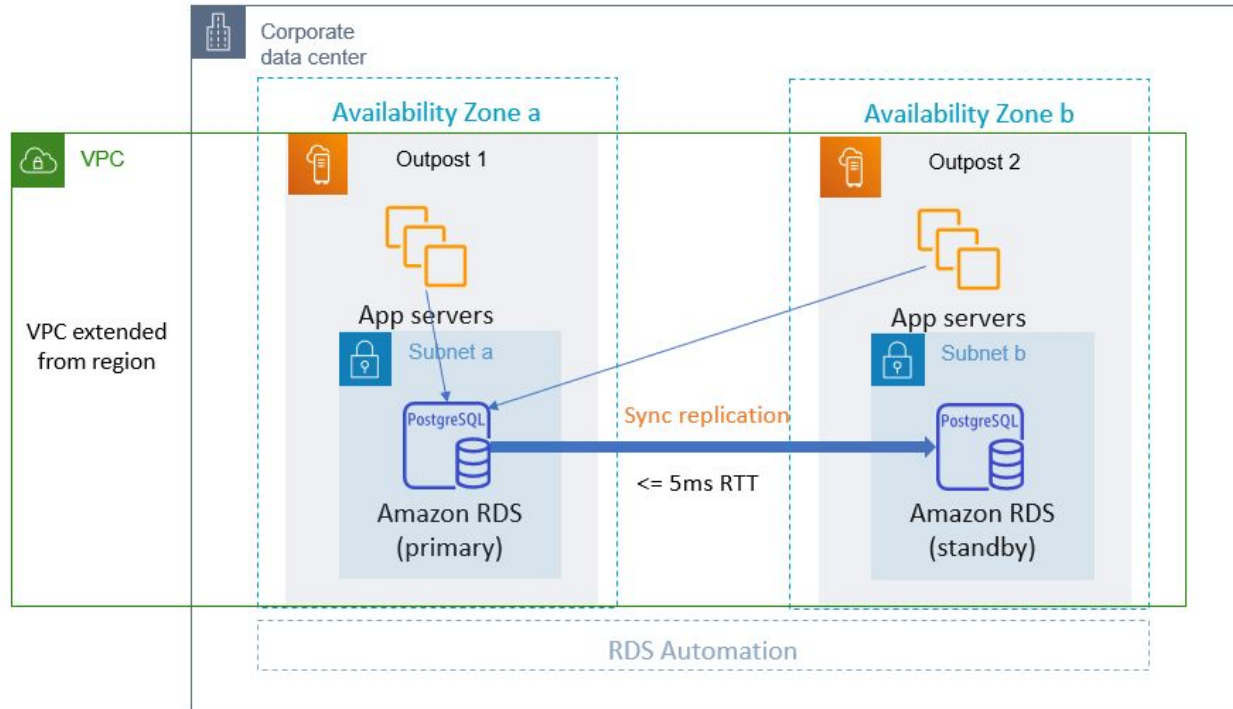 Corporate
data center
Availability Zone a
Availability Zone b
VPC
Outpost 1
Outpost 2
App servers
App servers
VPC extended
from region
Subnet a
Subnet b
PostgreSQL
Sync replication
PostgreSQL
<= 5ms RTT
Amazon RDS
(primary)
Amazon RDS
(standby)
RDS Automation